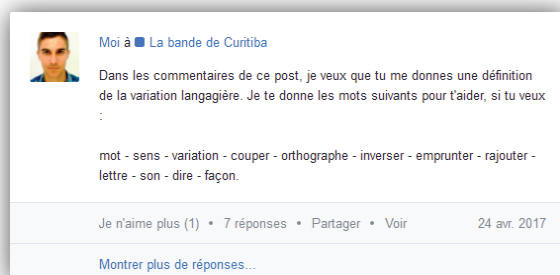 Moi à La bande de Curitiba
Dans les commentaires de ce post, je veux que tu me donnes une définition
de la variation langagière. Je te donne les mots suivants pour t'aider, si tu veux
:
mot - sens - variation - couper - orthographe - inverser - emprunter - rajouter -
lettre - son - dire - façon.
Je n'aime plus (1) • 7 réponses • Partager • Voir 24 avr. 2017
Montrer plus de réponses...